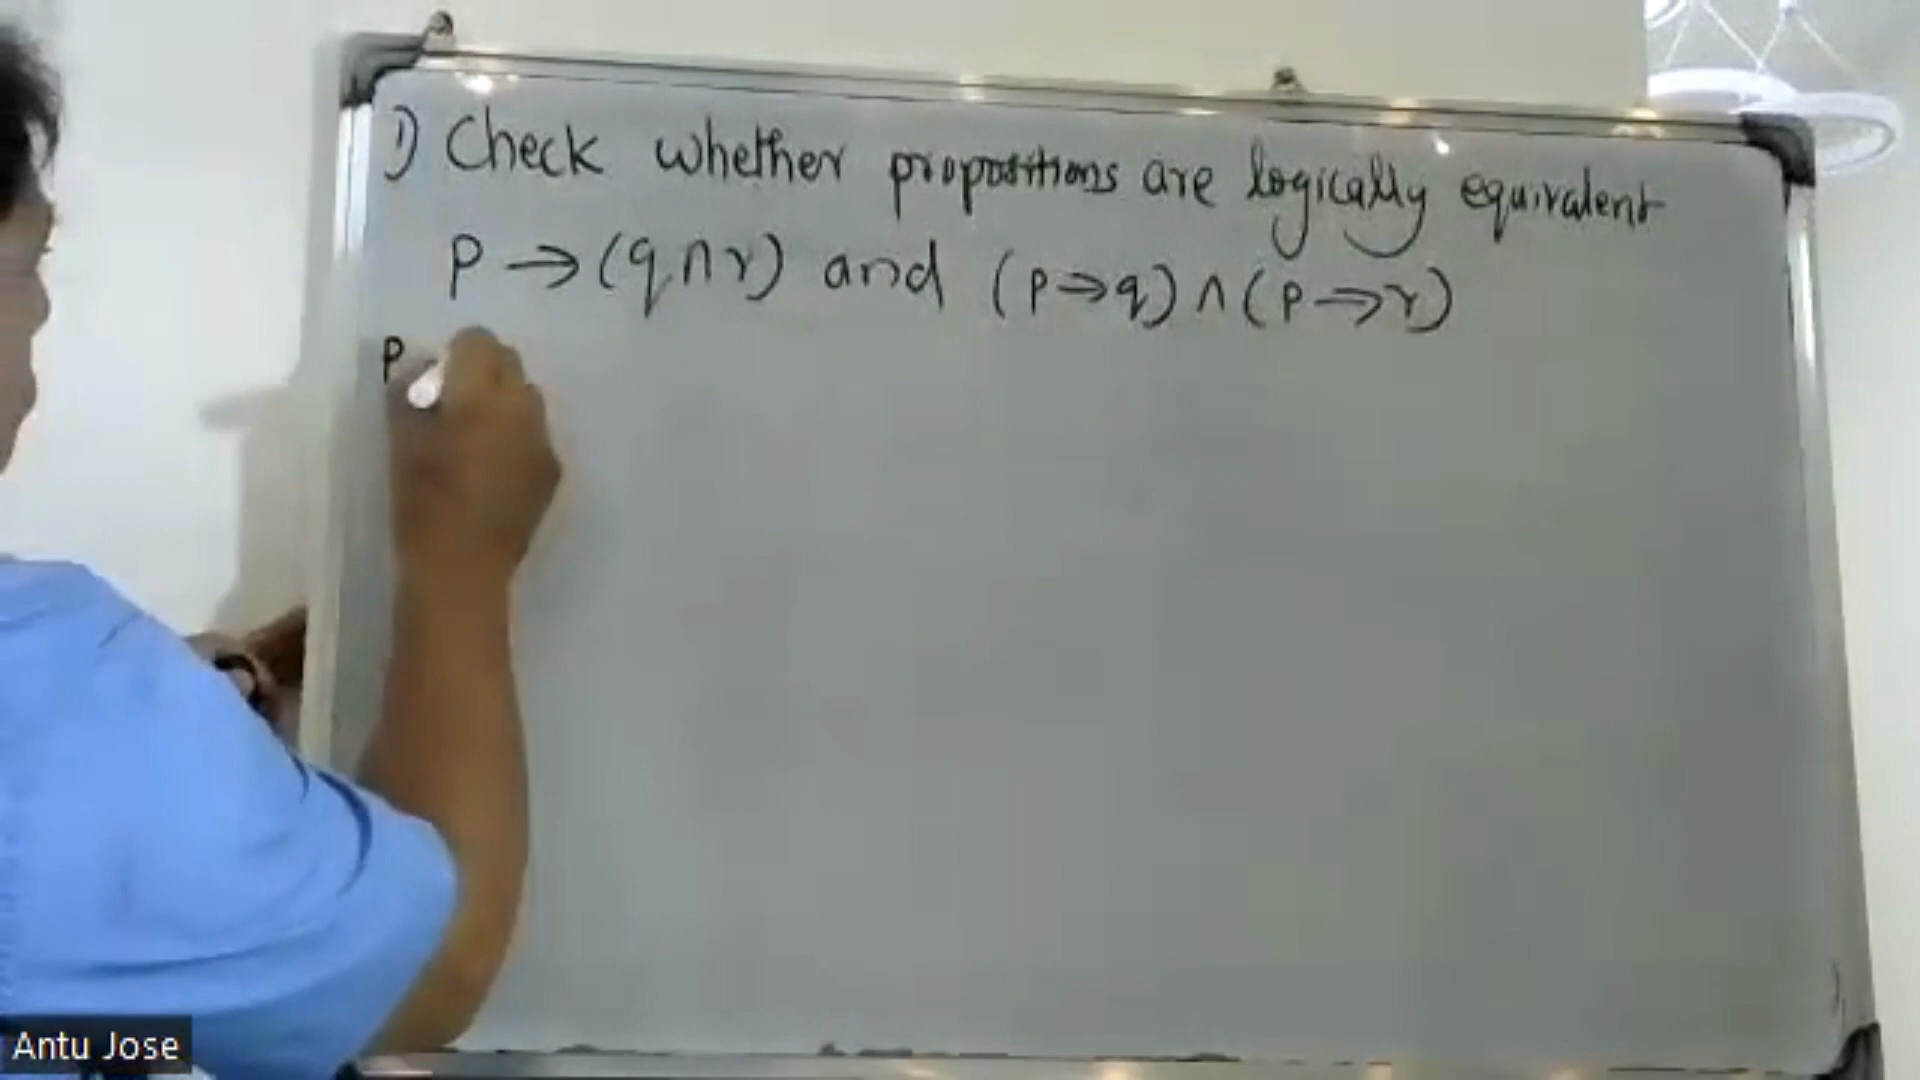 1) Check whether propositions are logically equivalent
P → (q ∧ r) and (P → q) ∧ (P → r)
P
Antu Jose